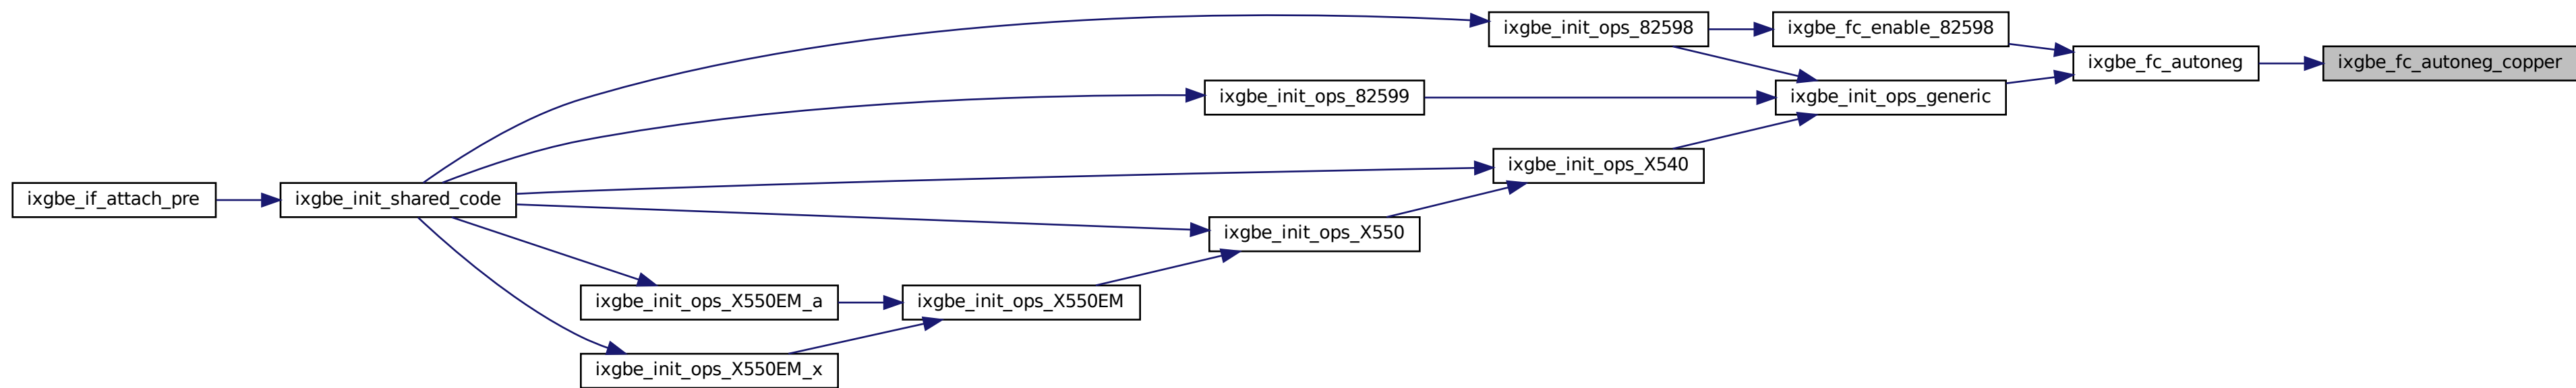 ixgbe_init_ops_82598
ixgbe_fc_enable_82598
ixgbe_fc_autoneg
ixgbe_fc_autoneg_copper
ixgbe_init_ops_82599
ixgbe_init_ops_generic
ixgbe_init_ops_X540
ixgbe_if_attach_pre
ixgbe_init_shared_code
ixgbe_init_ops_X550
ixgbe_init_ops_X550EM_a
ixgbe_init_ops_X550EM
ixgbe_init_ops_X550EM_x